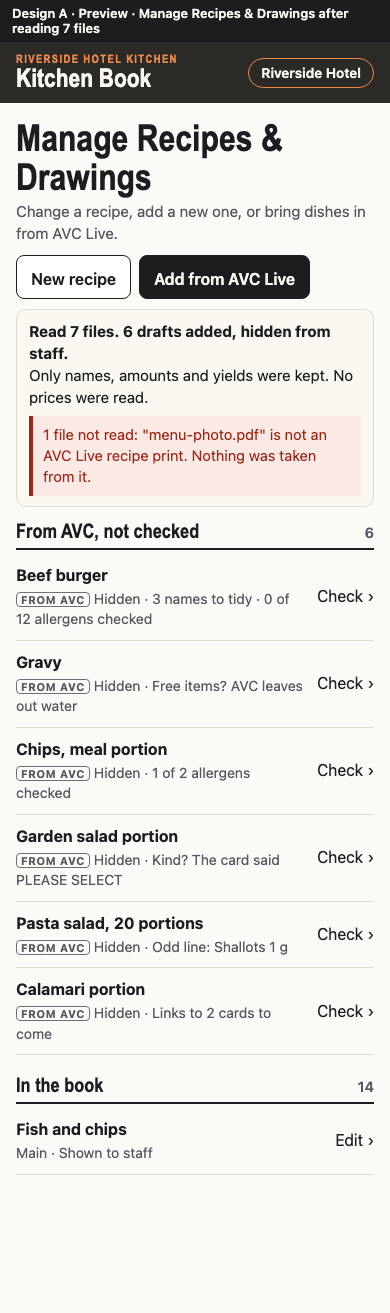 Design A · Preview · Manage Recipes & Drawings after
reading 7 files
RIVERSIDE HOTEL KITCHEN
Kitchen Book
Riverside Hotel
Manage Recipes &
Drawings
Change a recipe, add a new one, or bring dishes in
from AVC Live.
New recipe
Add from AVC Live
Read 7 files. 6 drafts added, hidden from
staff.
Only names, amounts and yields were kept. No
prices were read.
1 file not read: "menu-photo.pdf" is not an
AVC Live recipe print. Nothing was taken
from it.
From AVC, not checked 6
Beef burger
FROM AVC Hidden · 3 names to tidy · 0 of
12 allergens checked
Check ›
Gravy
FROM AVC Hidden · Free items? AVC leaves
out water
Check ›
Chips, meal portion
FROM AVC Hidden · 1 of 2 allergens
checked
Check ›
Garden salad portion
FROM AVC Hidden · Kind? The card said
PLEASE SELECT
Check ›
Pasta salad, 20 portions
FROM AVC Hidden · Odd line: Shallots 1 g
Check ›
Calamari portion
FROM AVC Hidden · Links to 2 cards to
come
Check ›
In the book 14
Fish and chips
Main · Shown to staff
Edit ›